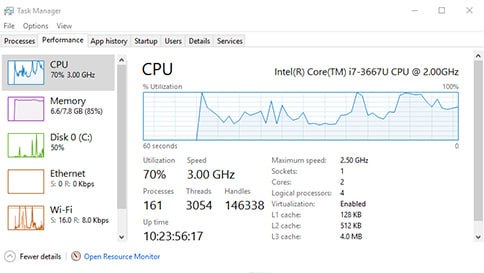 Task Manager
File Options View
Processes Performance App history Startup Users Details Services
CPU
70% 3.00 GHz
Memory
6.6/7.8 GB (85%)
Disk 0 (C:)
50%
Ethernet
S: 0 R: 0 Kbps
Wi-Fi
S: 16.0 R: 8.0 Kbps
CPU Intel(R) Core(TM) i7-3667U CPU @ 2.00GHz
% Utilization 100%
60 seconds 0
Utilization Speed
70% 3.00 GHz
Processes Threads Handles
161 3054 146338
Up time
10:23:56:17
Maximum speed: 2.50 GHz
Sockets: 1
Cores: 2
Logical processors: 4
Virtualization: Enabled
L1 cache: 128 KB
L2 cache: 512 KB
L3 cache: 4.0 MB
Fewer details Open Resource Monitor